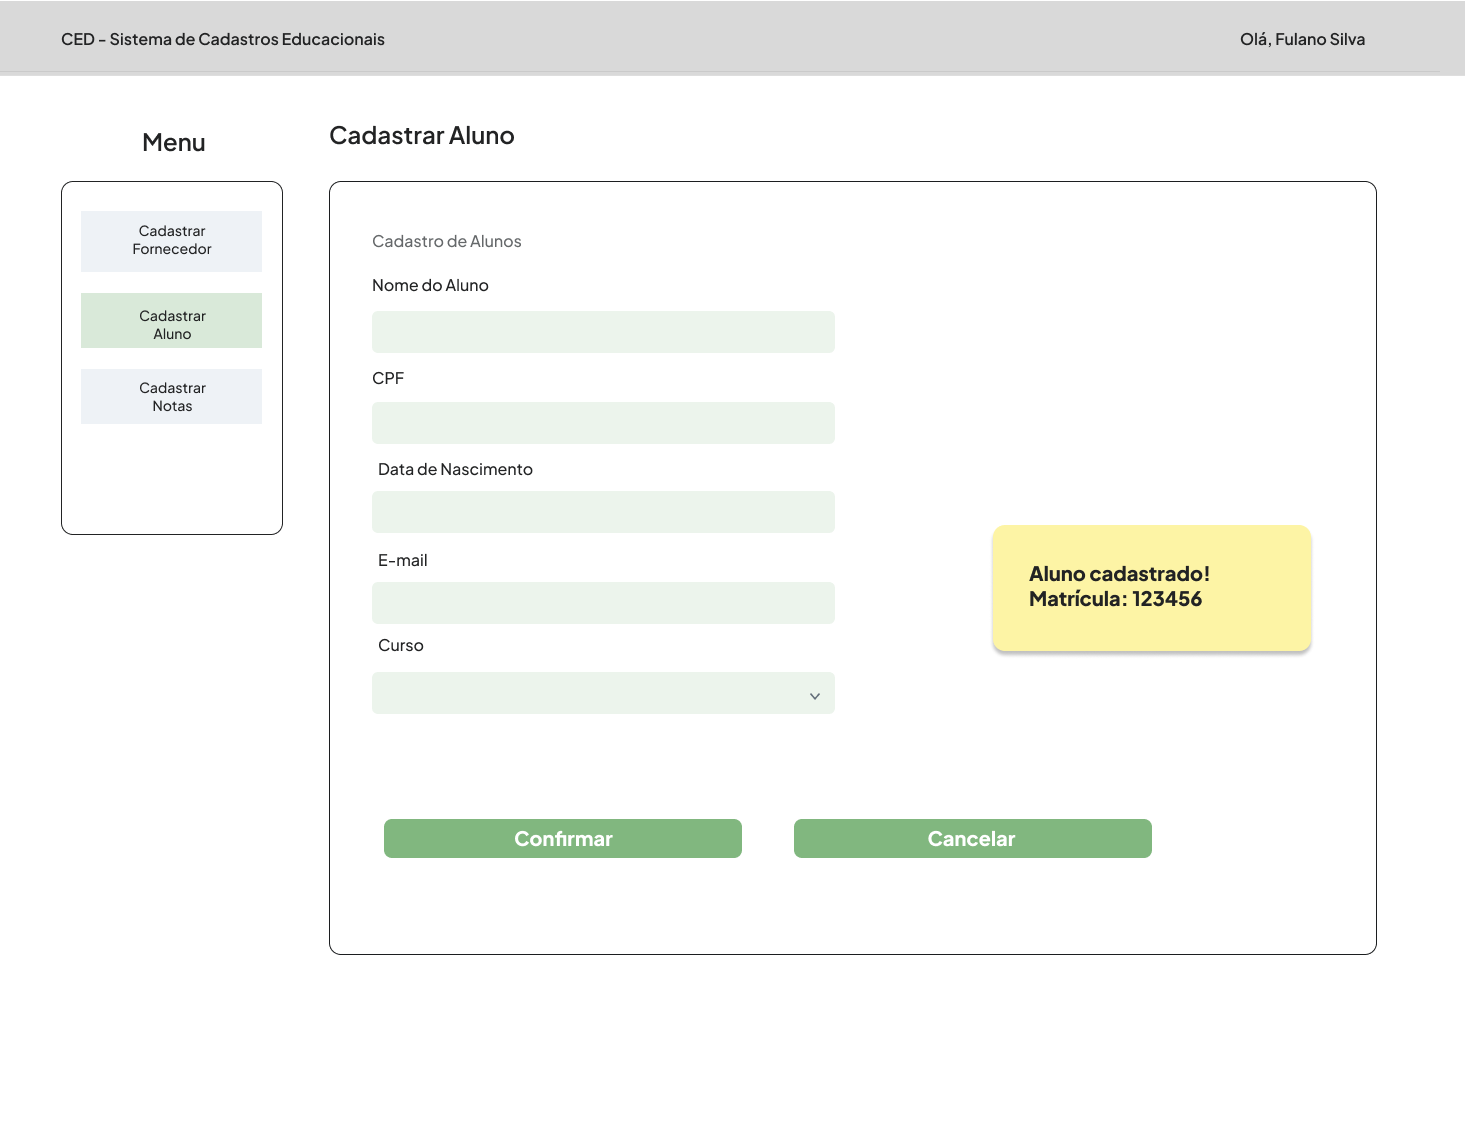 CED - Sistema de Cadastros Educacionais
Olá, Fulano Silva
Menu
Cadastrar
Fornecedor
Cadastrar
Aluno
Cadastrar
Notas
Cadastrar Aluno
Cadastro de Alunos
Nome do Aluno
CPF
Data de Nascimento
E-mail
Curso
Aluno cadastrado!
Matrícula: 123456
Confirmar
Cancelar